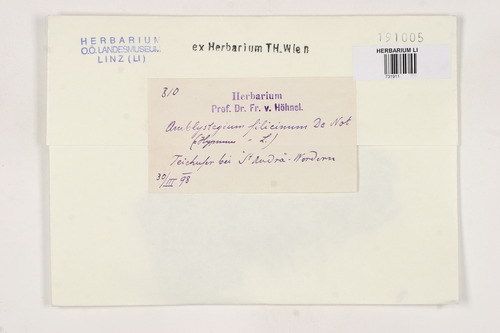 HERBARIUM
O.Ö. LANDESMUSEUM
LINZ (LI)
ex Herbarium TH. Wien
191005
HERBARIUM LI
310
Herbarium
Prof. Dr. Fr. v. Höhnel.
Amblystegium filicinum De Not
(Hypnum - L.)
Teichufer bei St. Andrä-Wördern
30/III 98